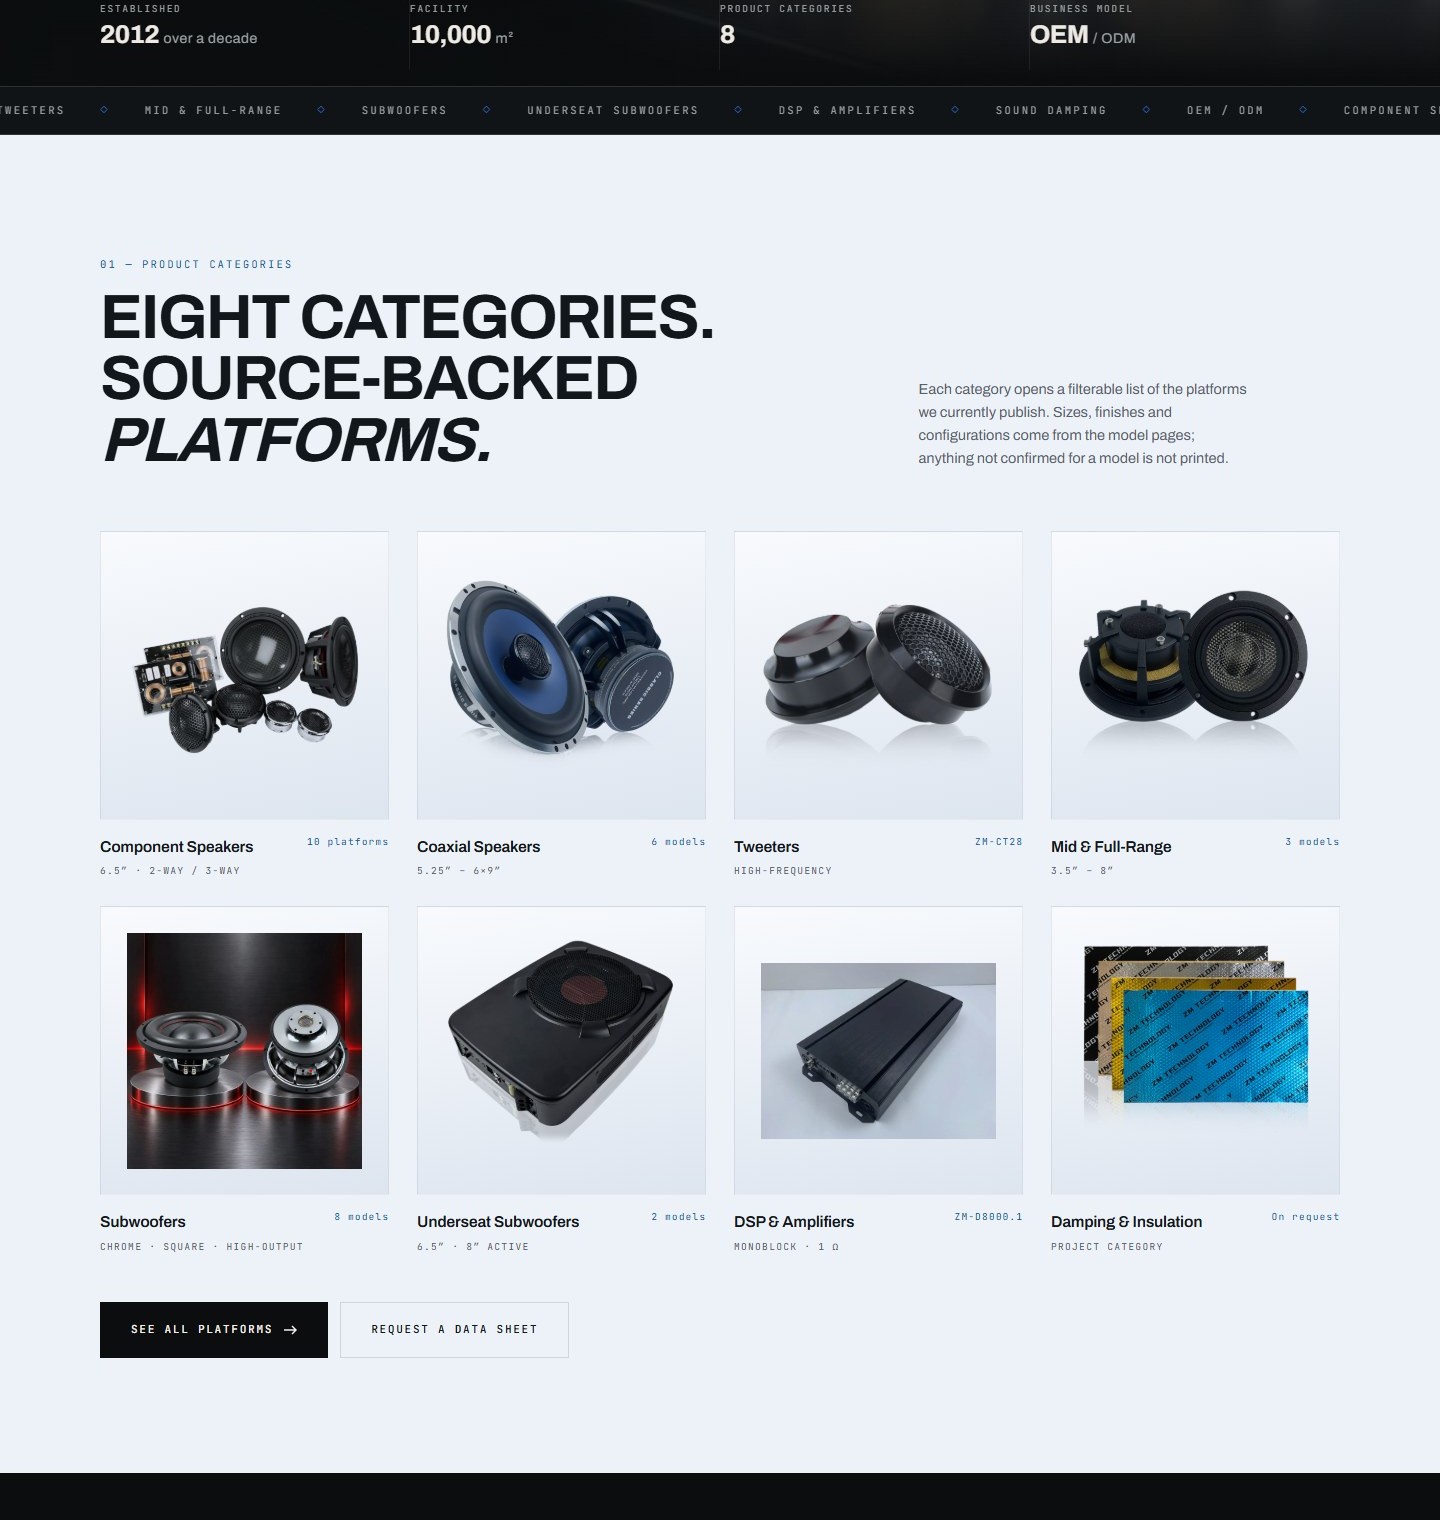 ESTABLISHED
2012 over a decade
FACILITY
10,000 m²
PRODUCT CATEGORIES
8
BUSINESS MODEL
OEM / ODM
TWEETERS ◇ MID & FULL-RANGE ◇ SUBWOOFERS ◇ UNDERSEAT SUBWOOFERS ◇ DSP & AMPLIFIERS ◇ SOUND DAMPING ◇ OEM / ODM ◇ COMPONENT
01 — PRODUCT CATEGORIES
EIGHT CATEGORIES.
SOURCE-BACKED
PLATFORMS.
Each category opens a filterable list of the platforms
we currently publish. Sizes, finishes and
configurations come from the model pages;
anything not confirmed for a model is not printed.
CLASSIC SERIES
Component Speakers 10 platforms
6.5″ · 2-WAY / 3-WAY
Coaxial Speakers 6 models
5.25″ – 6×9″
Tweeters ZM-CT28
HIGH-FREQUENCY
Mid & Full-Range 3 models
3.5″ – 8″
ZM TECHNOLOGY
Subwoofers 8 models
CHROME · SQUARE · HIGH-OUTPUT
Underseat Subwoofers 2 models
6.5″ · 8″ ACTIVE
DSP & Amplifiers ZM-D8000.1
MONOBLOCK · 1 Ω
Damping & Insulation On request
PROJECT CATEGORY
SEE ALL PLATFORMS →
REQUEST A DATA SHEET